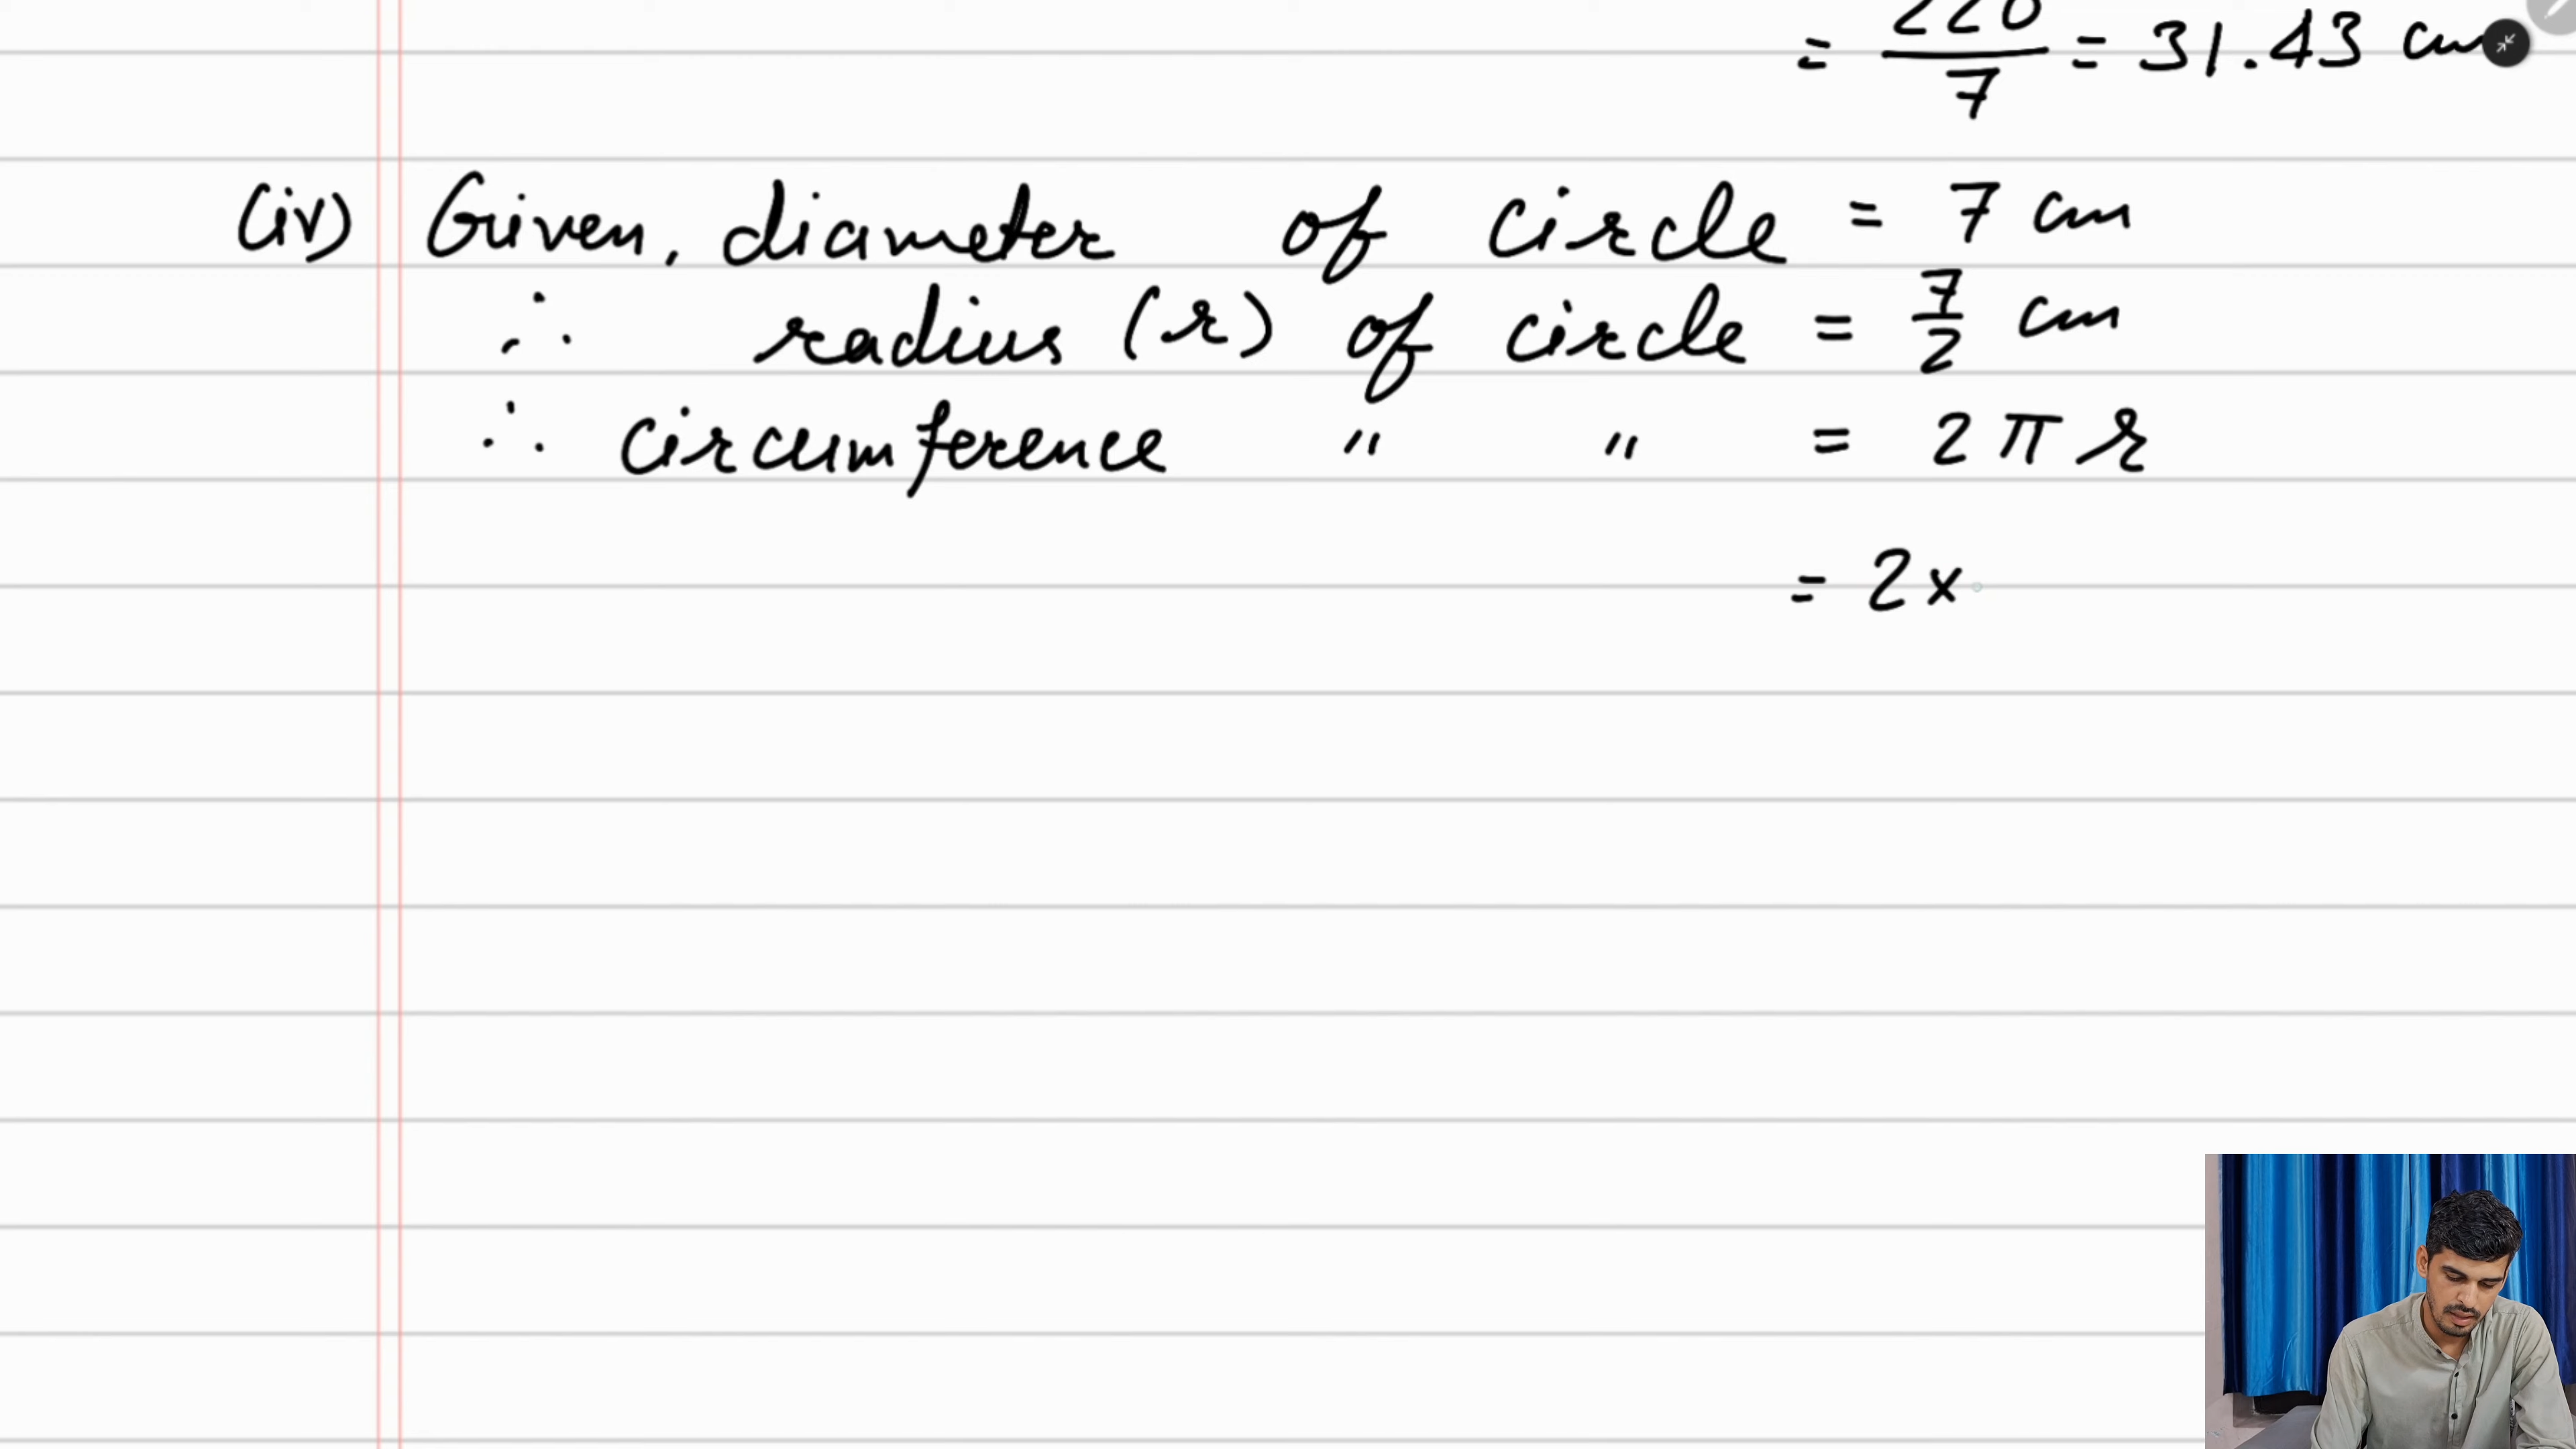 = 220/7 = 31.43 cm
(iv) Given, diameter of circle = 7 cm
∴ radius (r) of circle = 7/2 cm
∴ circumference " " = 2 π r
= 2 ×